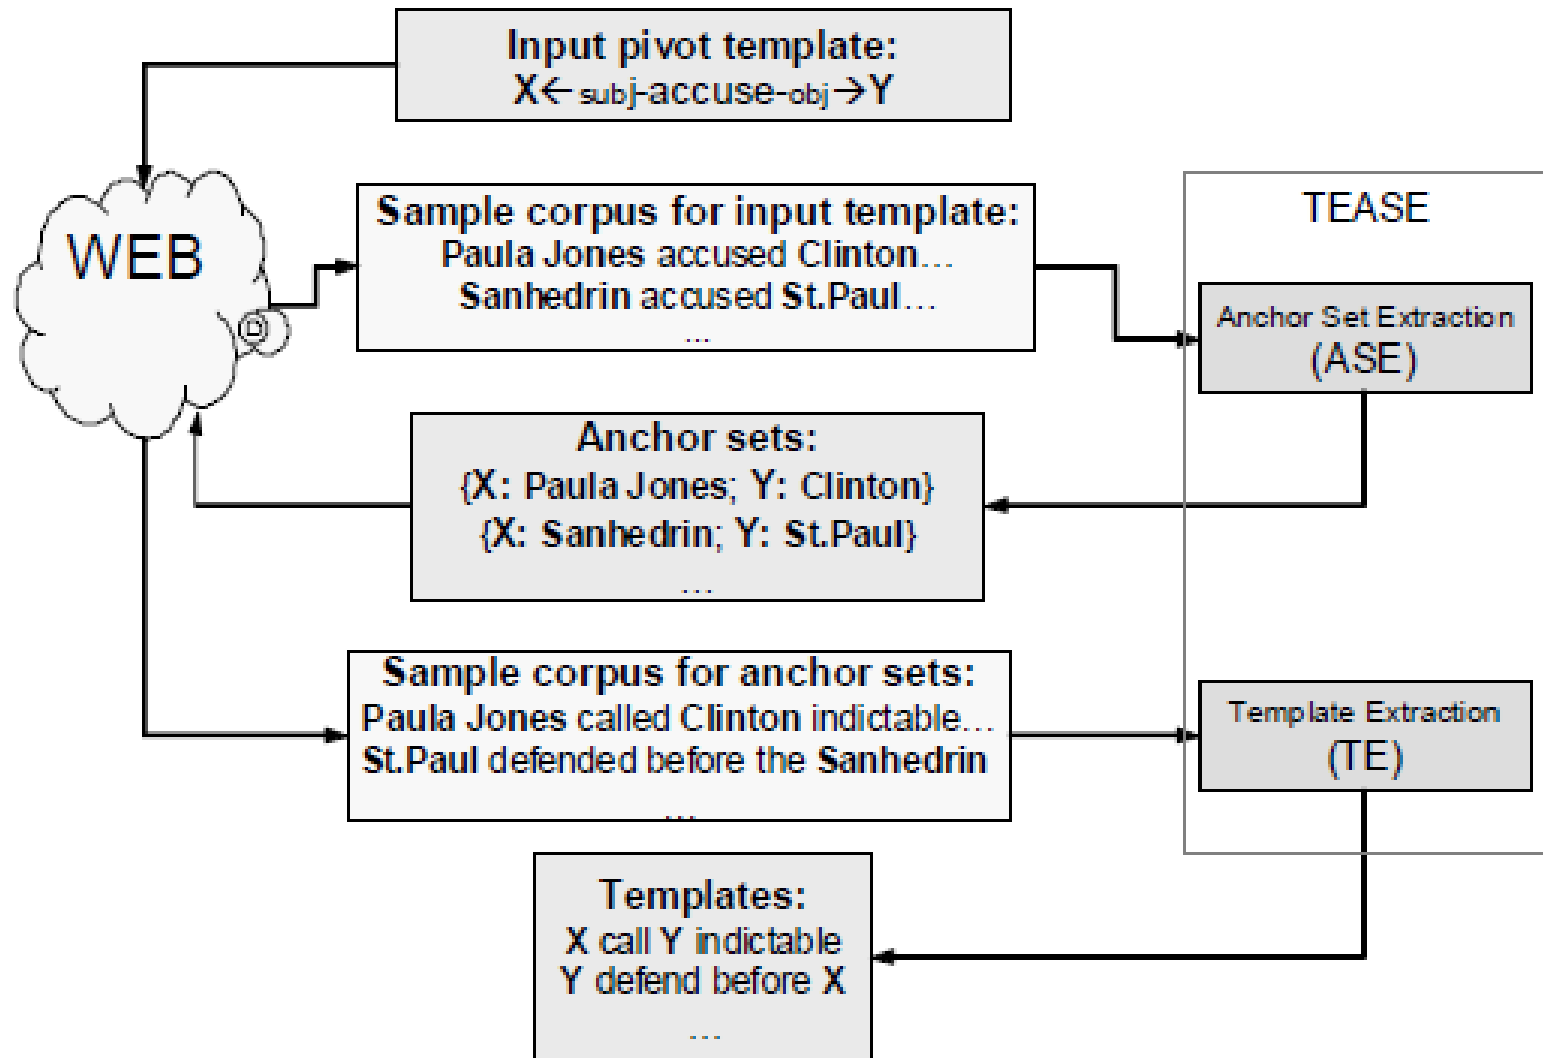 Input pivot template:
X←subj-accuse-obj→Y
WEB
Sample corpus for input template:
Paula Jones accused Clinton…
Sanhedrin accused St.Paul…
…
TEASE
Anchor Set Extraction
(ASE)
Anchor sets:
{X: Paula Jones; Y: Clinton}
{X: Sanhedrin; Y: St.Paul}
…
Sample corpus for anchor sets:
Paula Jones called Clinton indictable…
St.Paul defended before the Sanhedrin
…
Template Extraction
(TE)
Templates:
X call Y indictable
Y defend before X
…